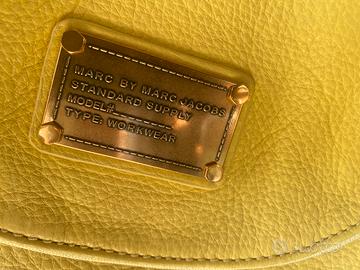 MARC BY MARC JACOBS
STANDARD SUPPLY
MODEL#
TYPE: WORKWEAR